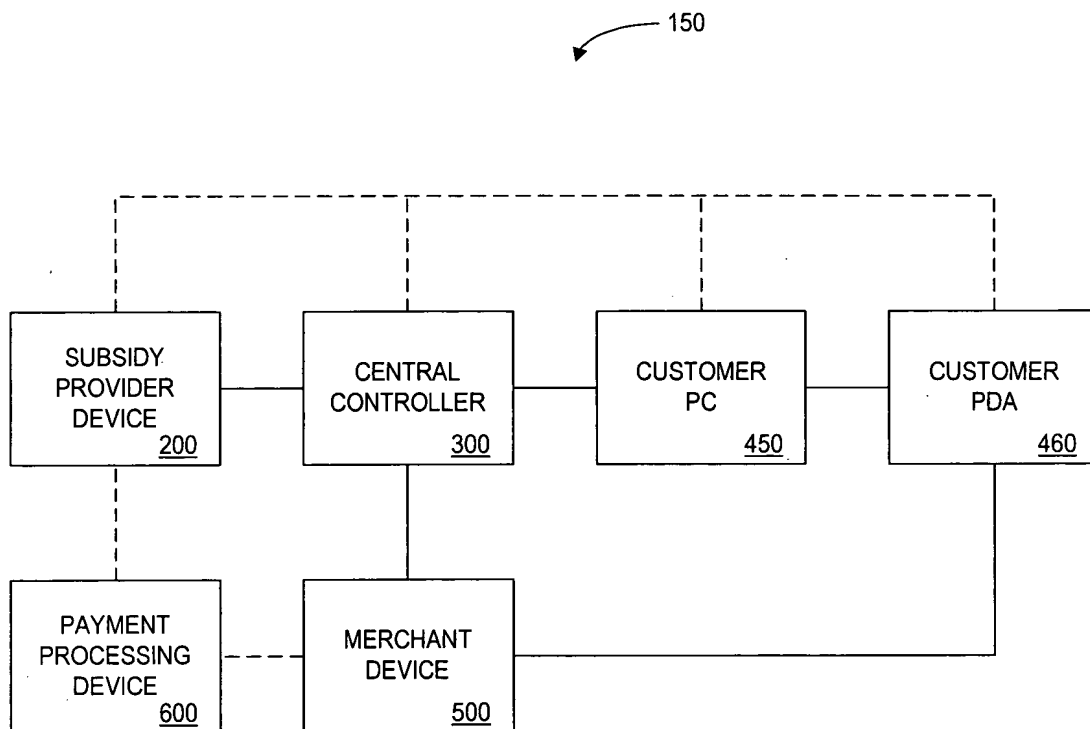 150
SUBSIDY
PROVIDER
DEVICE
200
CENTRAL
CONTROLLER
300
CUSTOMER
PC
450
CUSTOMER
PDA
460
PAYMENT
PROCESSING
DEVICE
600
MERCHANT
DEVICE
500